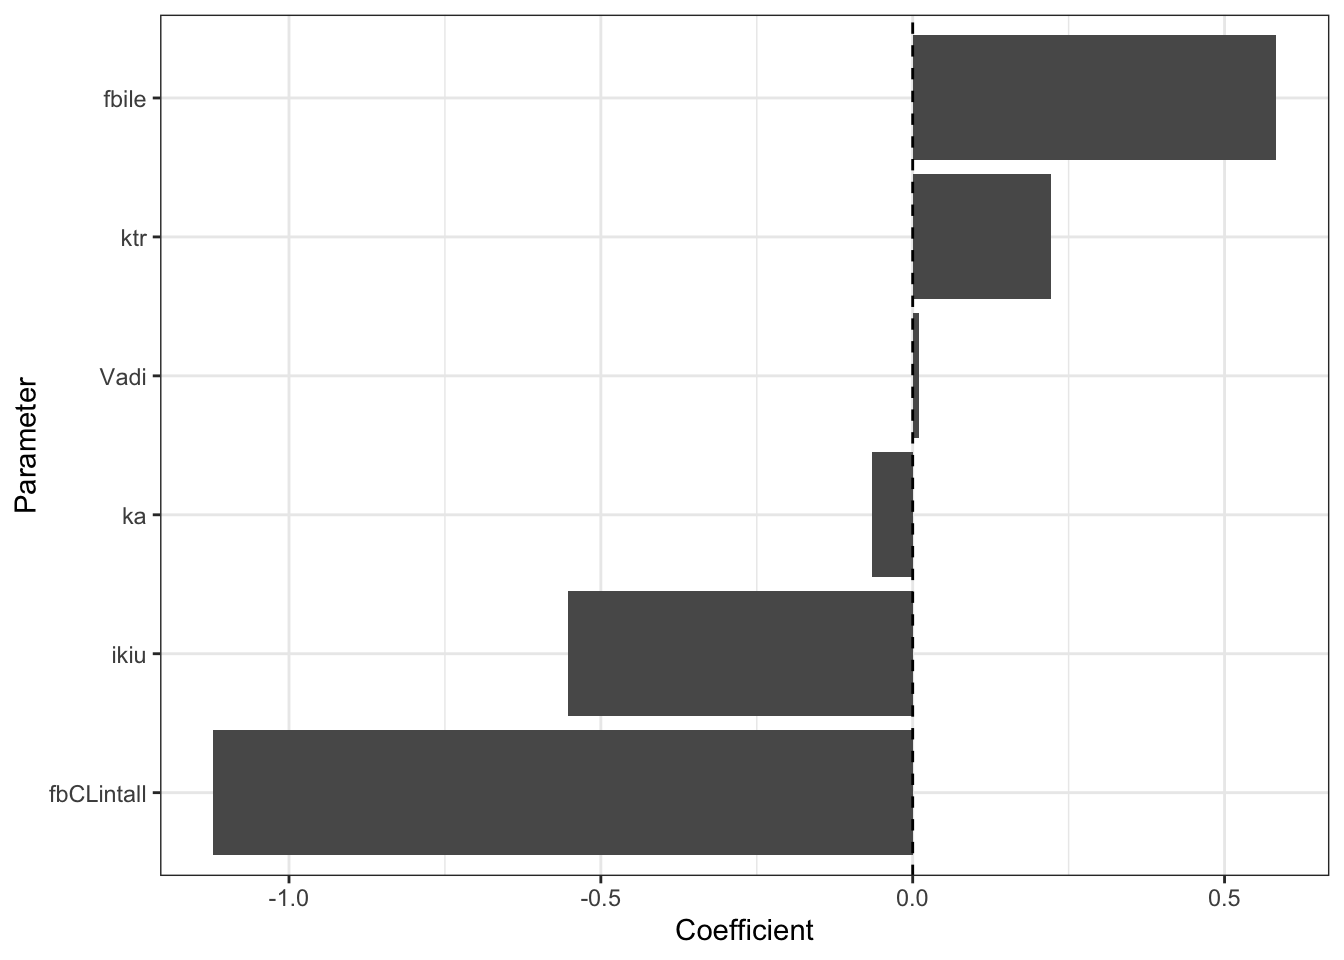 fbile
ktr
Vadi
ka
ikiu
fbCLintall
Parameter
-1.0
-0.5
0.0
0.5
Coefficient